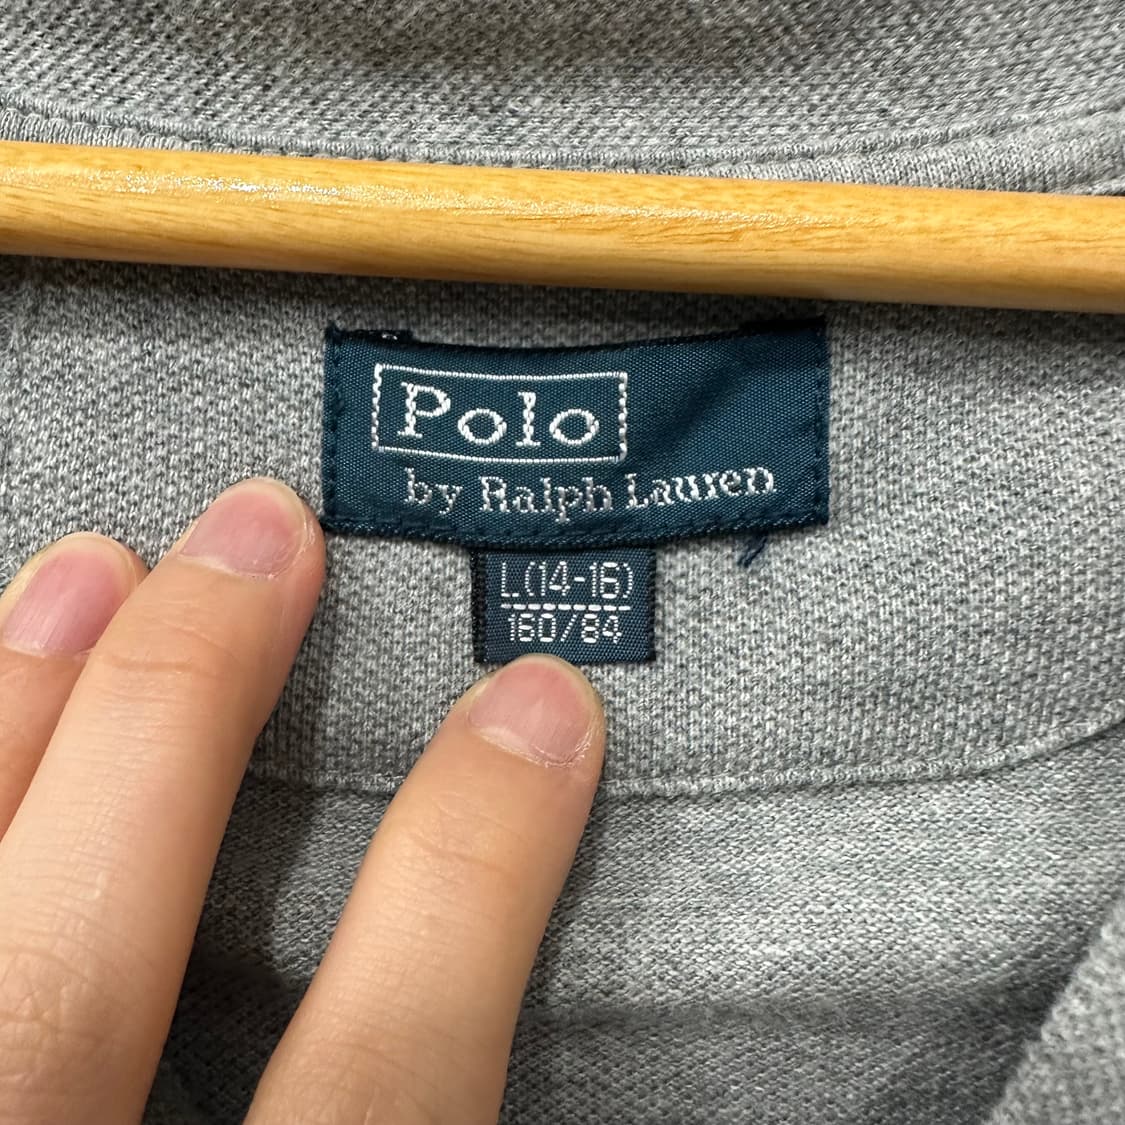 Polo
by Ralph Lauren
L(14-16)
160/84